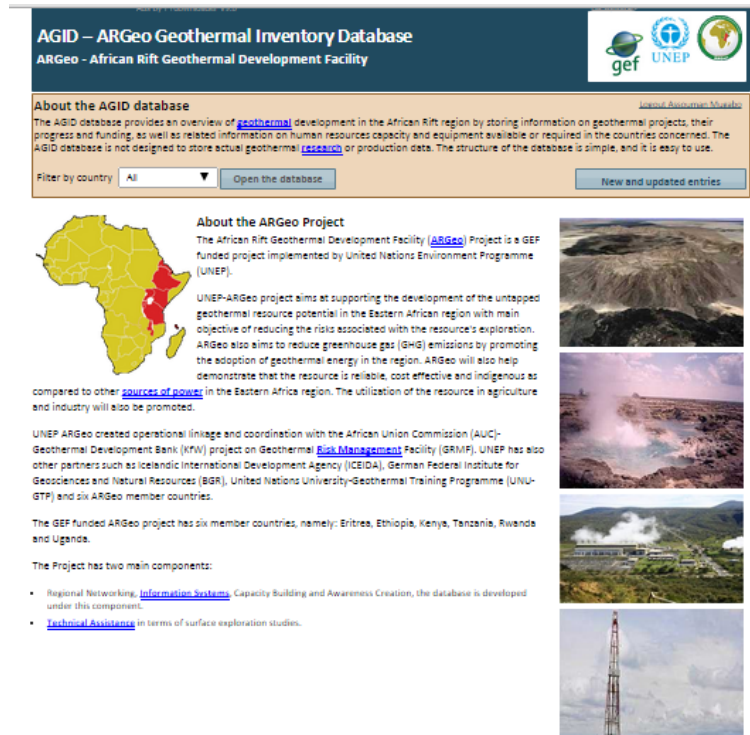 AGID – ARGeo Geothermal Inventory Database
ARGeo - African Rift Geothermal Development Facility
gef
UNEP
About the AGID database
Logout Assouman Mugabo
The AGID database provides an overview of geothermal development in the African Rift region by storing information on geothermal projects, their
progress and funding, as well as related information on human resources capacity and equipment available or required in the countries concerned. The
AGID database is not designed to store actual geothermal research or production data. The structure of the database is simple, and it is easy to use.
Filter by country All Open the database
New and updated entries
About the ARGeo Project
The African Rift Geothermal Development Facility (ARGeo) Project is a GEF
funded project implemented by United Nations Environment Programme
(UNEP).
UNEP-ARGeo project aims at supporting the development of the untapped
geothermal resource potential in the Eastern African region with main
objective of reducing the risks associated with the resource's exploration.
ARGeo also aims to reduce greenhouse gas (GHG) emissions by promoting
the adoption of geothermal energy in the region. ARGeo will also help
demonstrate that the resource is reliable, cost effective and indigenous as
compared to other sources of power in the Eastern Africa region. The utilization of the resource in agriculture
and industry will also be promoted.
UNEP ARGeo created operational linkage and coordination with the African Union Commission (AUC)-
Geothermal Development Bank (KfW) project on Geothermal Risk Management Facility (GRMF). UNEP has also
other partners such as Icelandic International Development Agency (ICEIDA), German Federal Institute for
Geosciences and Natural Resources (BGR), United Nations University-Geothermal Training Programme (UNU-
GTP) and six ARGeo member countries.
The GEF funded ARGeo project has six member countries, namely: Eritrea, Ethiopia, Kenya, Tanzania, Rwanda
and Uganda.
The Project has two main components:
Regional Networking, Information Systems, Capacity Building and Awareness Creation, the database is developed
under this component.
Technical Assistance in terms of surface exploration studies.